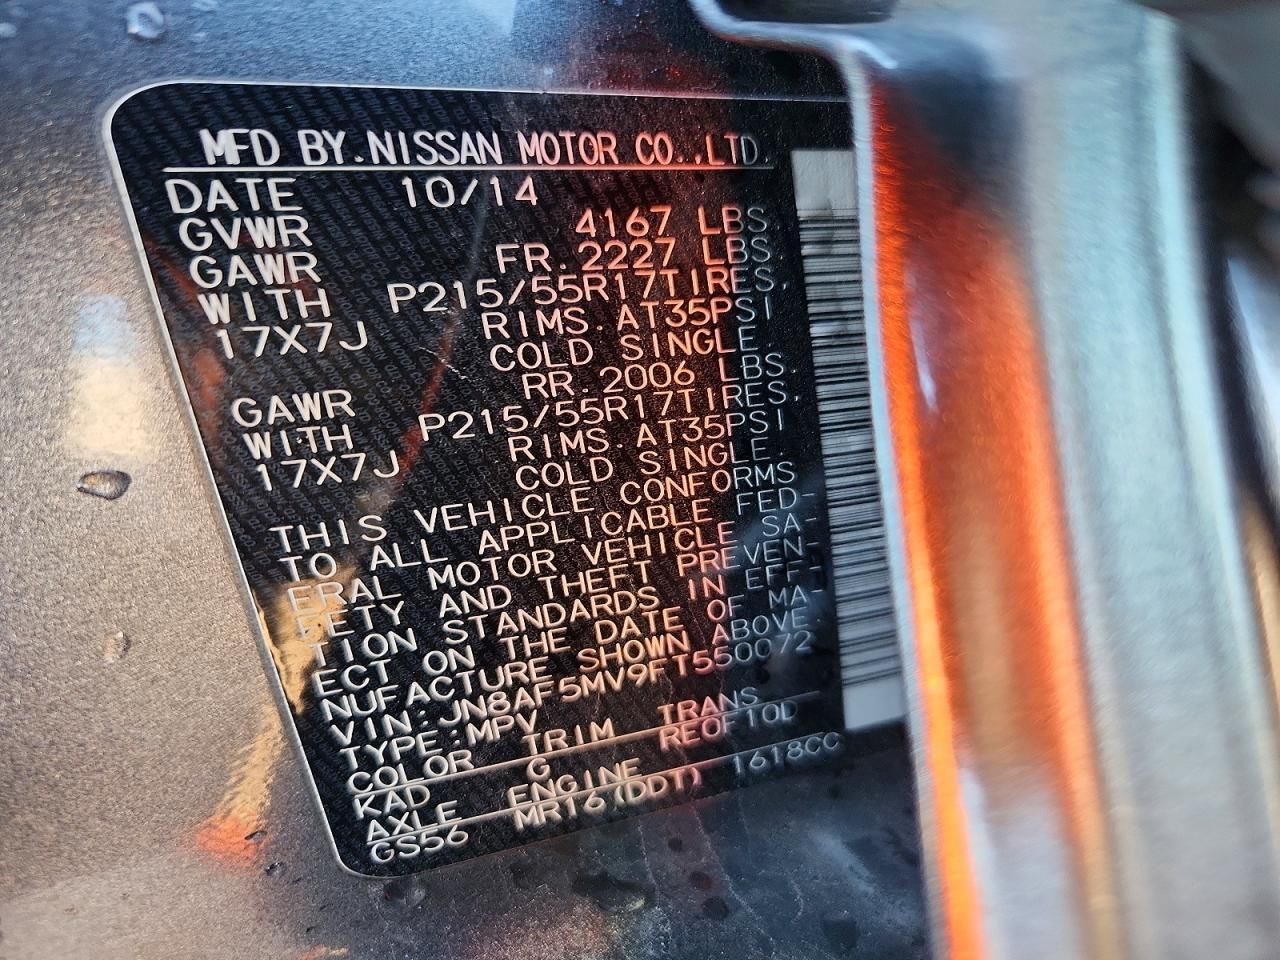 MFD BY.NISSAN MOTOR CO.,LTD.
DATE 10/14
GVWR 4167 LBS.
GAWR FR.2227 LBS.
WITH P215/55R17TIRES,
17X7J RIMS.AT35PSI
COLD SINGLE.
GAWR RR.2006 LBS.
WITH P215/55R17TIRES,
17X7J RIMS.AT35PSI
COLD SINGLE.
THIS VEHICLE CONFORMS
TO ALL APPLICABLE FED-
ERAL MOTOR VEHICLE SA-
FETY AND THEFT PREVEN-
TION STANDARDS IN EFF-
ECT ON THE DATE OF MA-
NUFACTURE SHOWN ABOVE.
VIN:JN8AF5MV9FT550072
TYPE:MPV
COLOR TRIM TRANS
KAD G REOF10D
AXLE ENGINE
GS56 MR16(DDT) 1618CC